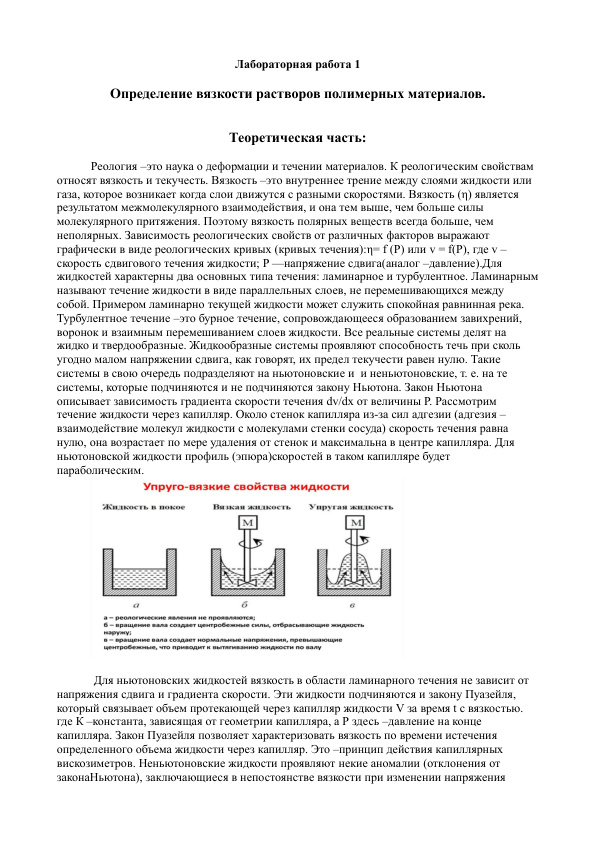 Лабораторная работа 1
Определение вязкости растворов полимерных материалов.
Теоретическая часть:
Реология –это наука о деформации и течении материалов. К реологическим свойствам
относят вязкость и текучесть. Вязкость –это внутреннее трение между слоями жидкости или
газа, которое возникает когда слои движутся с разными скоростями. Вязкость (η) является
результатом межмолекулярного взаимодействия, и она тем выше, чем больше силы
молекулярного притяжения. Поэтому вязкость полярных веществ всегда больше, чем
неполярных. Зависимость реологических свойств от различных факторов выражают
графически в виде реологических кривых (кривых течения):η= f (P) или v = f(P), где v –
скорость сдвигового течения жидкости; P —напряжение сдвига(аналог –давление).Для
жидкостей характерны два основных типа течения: ламинарное и турбулентное. Ламинарным
называют течение жидкости в виде параллельных слоев, не перемешивающихся между
собой. Примером ламинарно текущей жидкости может служить спокойная равнинная река.
Турбулентное течение –это бурное течение, сопровождающееся образованием завихрений,
воронок и взаимным перемешиванием слоев жидкости. Все реальные системы делят на
жидко и твердообразные. Жидкообразные системы проявляют способность течь при сколь
угодно малом напряжении сдвига, как говорят, их предел текучести равен нулю. Такие
системы в свою очередь подразделяют на ньютоновские и  и неньютоновские, т. е. на те
системы, которые подчиняются и не подчиняются закону Ньютона. Закон Ньютона
описывает зависимость градиента скорости течения dv/dx от величины P. Рассмотрим
течение жидкости через капилляр. Около стенок капилляра из-за сил адгезии (адгезия –
взаимодействие молекул жидкости с молекулами стенки сосуда) скорость течения равна
нулю, она возрастает по мере удаления от стенок и максимальна в центре капилляра. Для
ньютоновской жидкости профиль (эпюра)скоростей в таком капилляре будет
параболическим.
Упруго-вязкие свойства жидкости
Жидкость в покое Вязкая жидкость Упругая жидкость
М М
а б в
а – реологические явления не проявляются;
б – вращение вала создает центробежные силы, отбрасывающие жидкость
наружу;
в – вращение вала создает нормальные напряжения, превышающие
центробежные, что приводит к вытягиванию жидкости по валу
Для ньютоновских жидкостей вязкость в области ламинарного течения не зависит от
напряжения сдвига и градиента скорости. Эти жидкости подчиняются и закону Пуазейля,
который связывает объем протекающей через капилляр жидкости V за время t с вязкостью.
где K –константа, зависящая от геометрии капилляра, а P здесь –давление на конце
капилляра. Закон Пуазейля позволяет характеризовать вязкость по времени истечения
определенного объема жидкости через капилляр. Это –принцип действия капиллярных
вискозиметров. Неньютоновские жидкости проявляют некие аномалии (отклонения от
законаНьютона), заключающиеся в непостоянстве вязкости при изменении напряжения